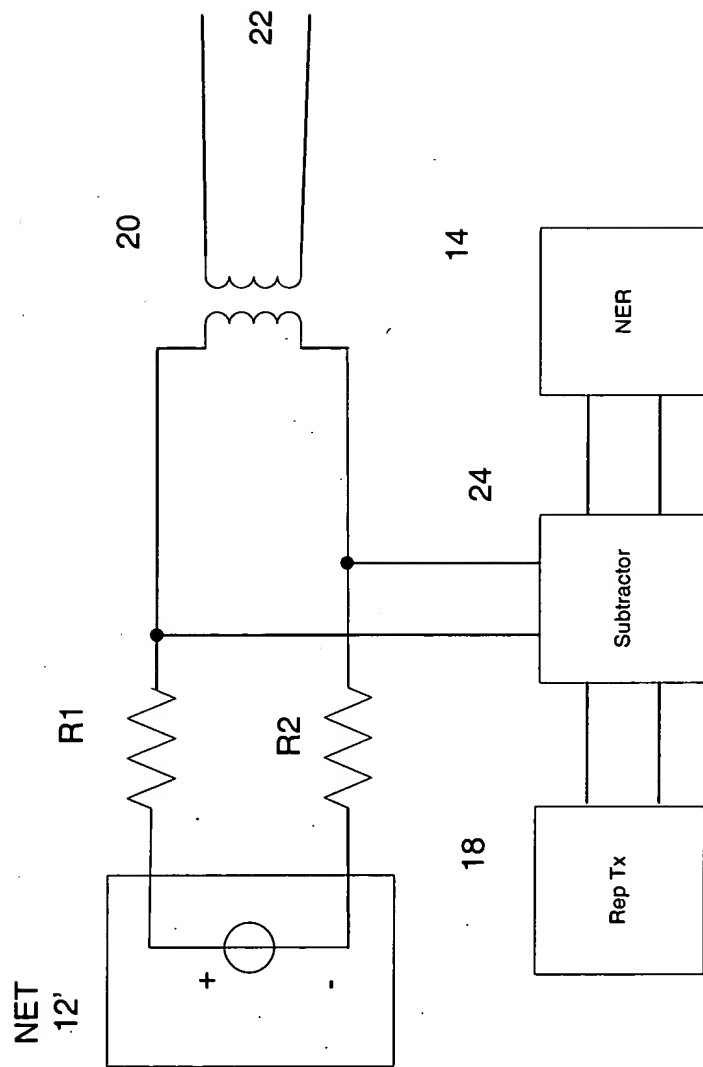 NET
12'
+
-
R1
R2
20
22
18
24
14
Rep Tx
Subtractor
NER